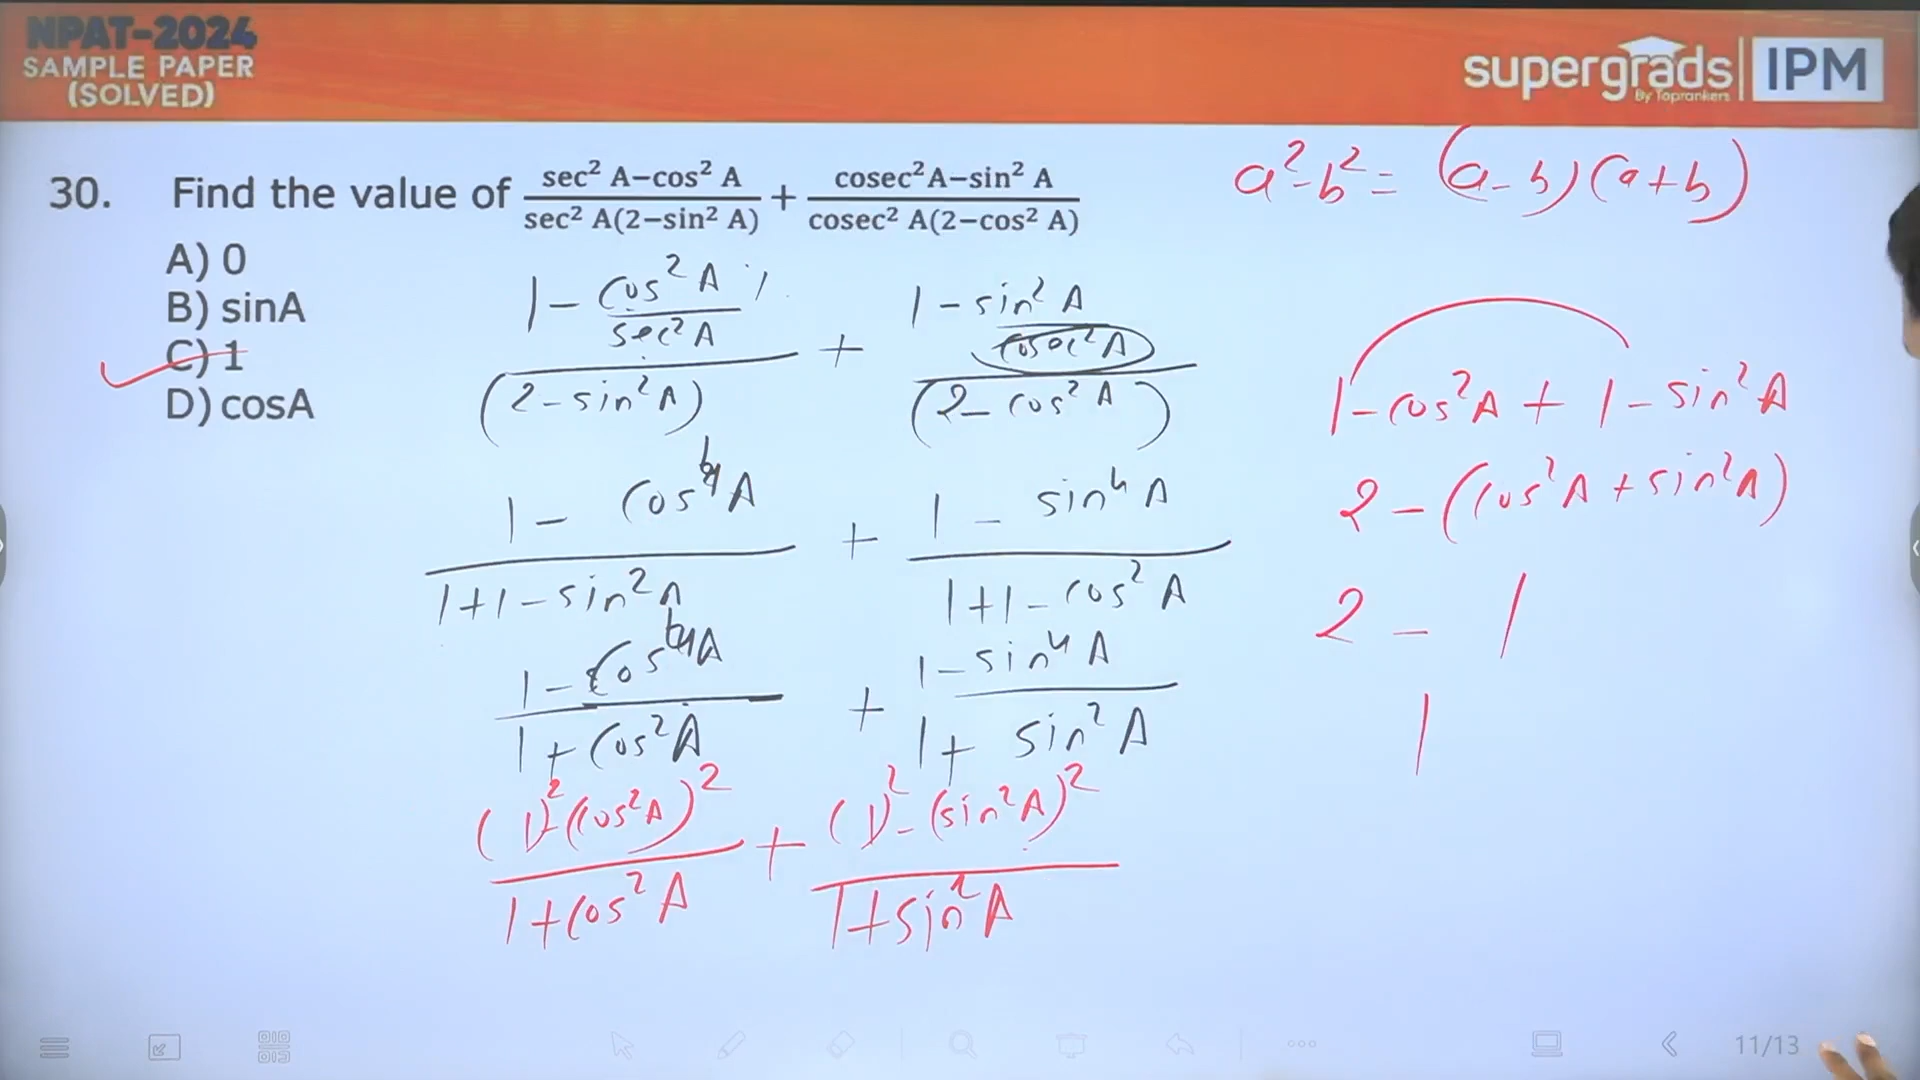 NPAT-2024
SAMPLE PAPER
(SOLVED)
supergrads | IPM
By Toprankers
30. Find the value of (sec² A−cos² A)/(sec² A(2−sin² A)) + (cosec²A−sin² A)/(cosec² A(2−cos² A))
A) 0
B) sinA
C) 1
D) cosA
a²-b² = (a-b)(a+b)
(1 - cos²A/sec²A)/(2-sin²A) + (1 - sin²A/cosec²A)/(2-cos²A)
(1 - cos⁴A)/(1+1-sin²A) + (1 - sin⁴A)/(1+1-cos²A)
(1-cos⁴A)/(1+cos²A) + (1-sin⁴A)/(1+sin²A)
((1)²-(cos²A)²)/(1+cos²A) + ((1)²-(sin²A)²)/(1+sin²A)
1-cos²A + 1-sin²A
2-(cos²A+sin²A)
2 - 1
1
11/13